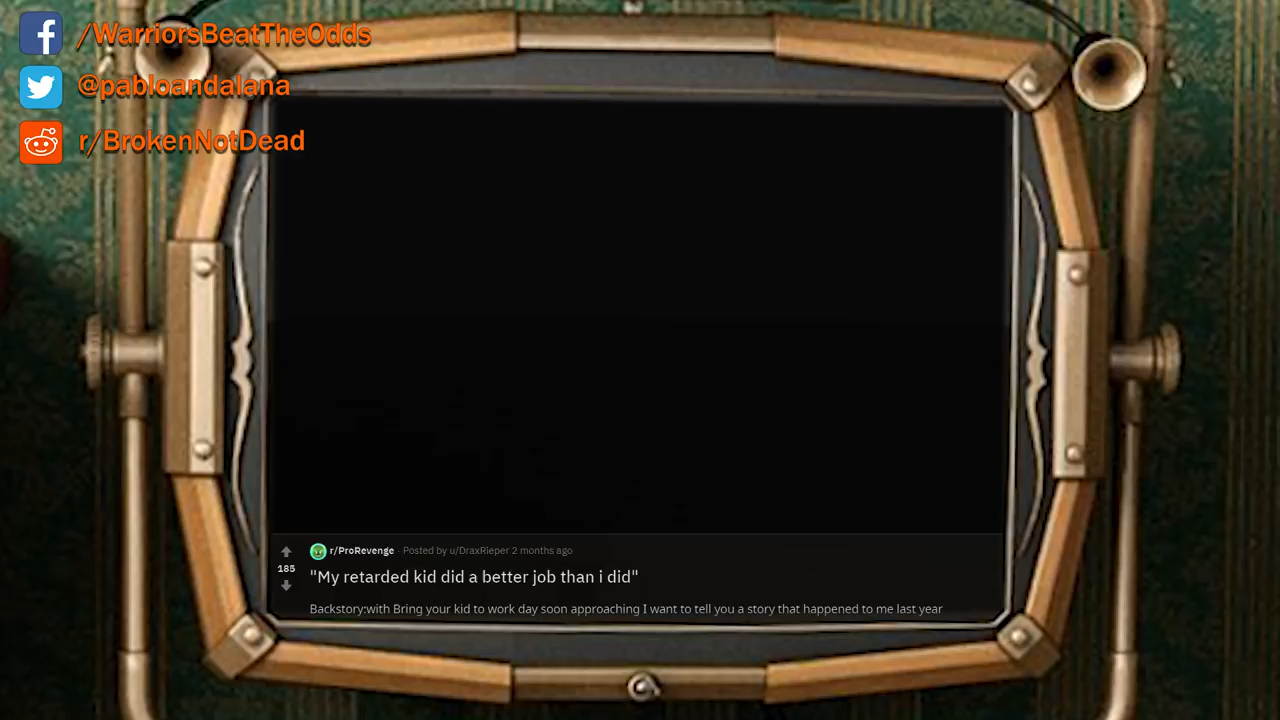 /WarriorsBeatTheOdds
@pabloandalana
r/BrokenNotDead
r/ProRevenge · Posted by u/DraxRieper 2 months ago
185
"My retarded kid did a better job than i did"
Backstory:with Bring your kid to work day soon approaching I want to tell you a story that happened to me last year